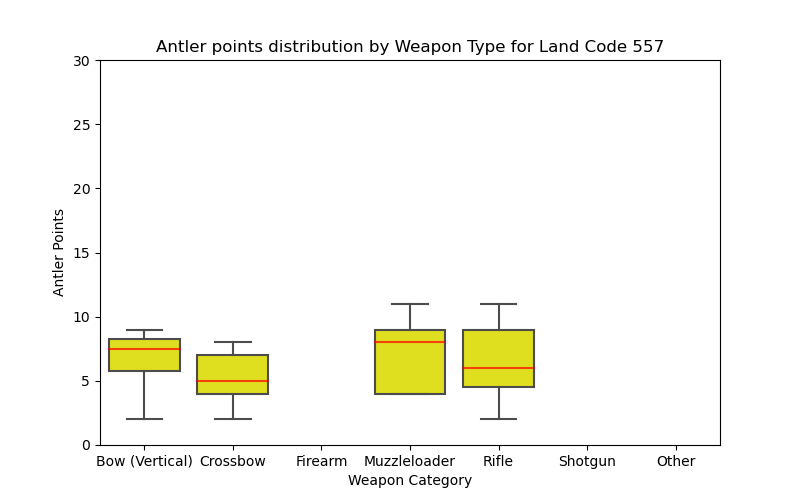 Antler points distribution by Weapon Type for Land Code 557
30
25
20
15
10
5
0
Antler Points
Bow (Vertical) Crossbow Firearm Muzzleloader Rifle Shotgun Other
Weapon Category